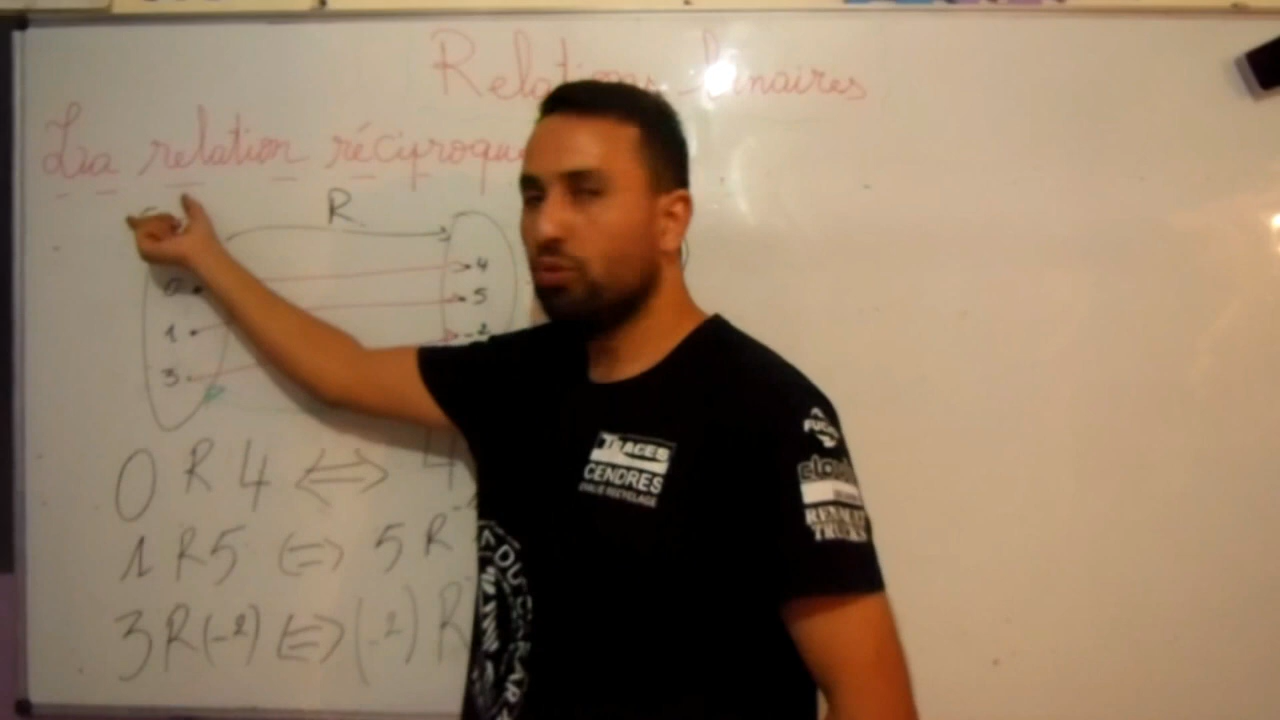 Relations binaires
La relation réciproque
R
0
4
1
5
3
-2
0 R 4 ⇔ 4
1 R 5 ⇔ 5 R
3 R (-2) ⇔ (-2) R
TRACES
CENDRES
RECYCLAGE